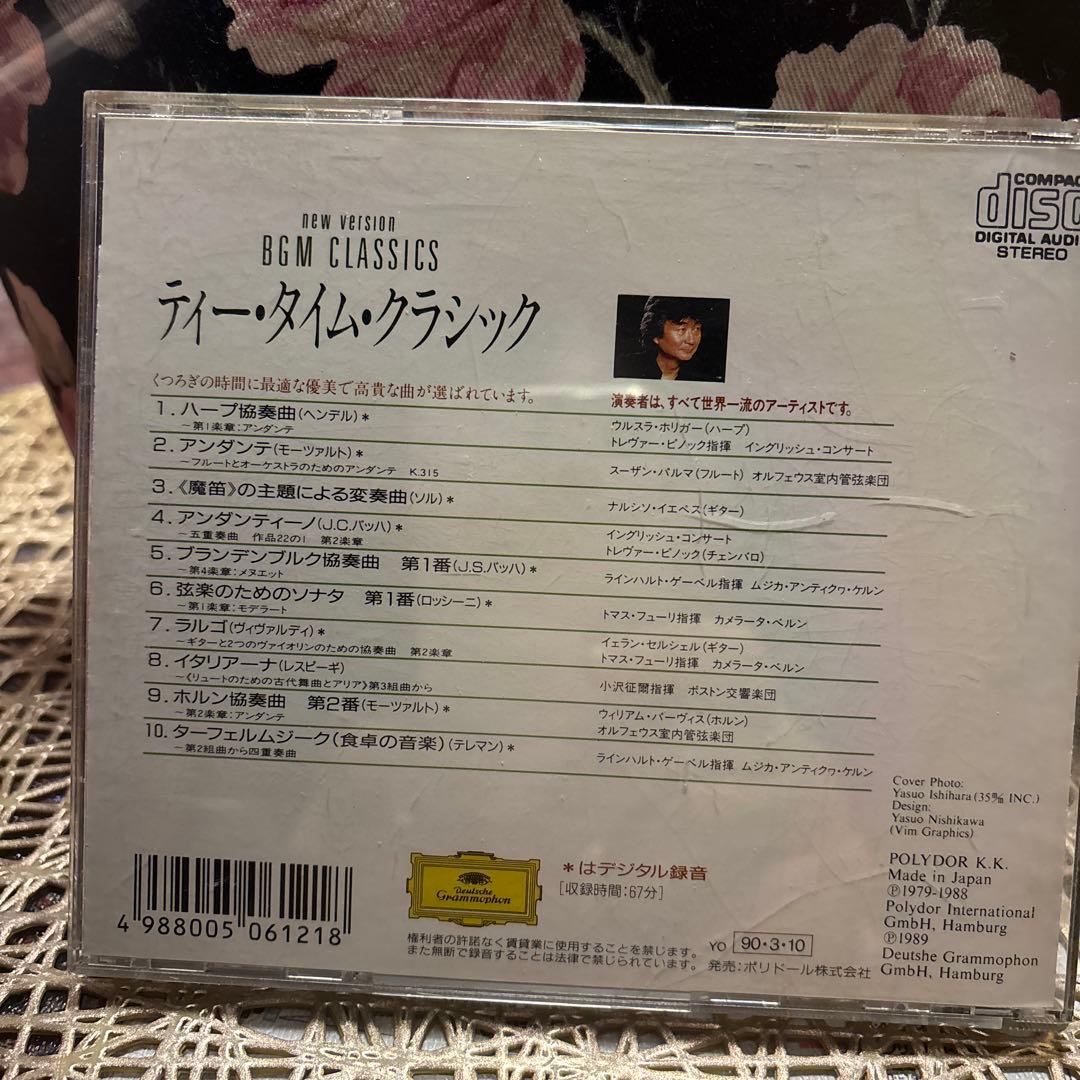 COMPAC
disc
DIGITAL AUDI
STEREO
new version
BGM CLASSICS
ティー・タイム・クラシック
くつろぎの時間に最適な優美で高貴な曲が選ばれています。
演奏者は、すべて世界一流のアーティストです。
1. ハープ協奏曲(ヘンデル)*
〜第1楽章:アンダンテ
ウルスラ・ホリガー(ハープ)
トレヴァー・ピノック指揮 イングリッシュ・コンサート
2. アンダンテ(モーツァルト)*
〜フルートとオーケストラのためのアンダンテ K.315
スーザン・パルマ(フルート) オルフェウス室内管弦楽団
3.《魔笛》の主題による変奏曲(ソル)*
ナルシソ・イエペス(ギター)
4. アンダンティーノ(J.C.バッハ)*
〜五重奏曲 作品22の1 第2楽章
イングリッシュ・コンサート
トレヴァー・ピノック(チェンバロ)
5. ブランデンブルク協奏曲 第1番(J.S.バッハ)*
〜第4楽章:メヌエット
ラインハルト・ゲーベル指揮 ムジカ・アンティクヮ・ケルン
6. 弦楽のためのソナタ 第1番(ロッシーニ)*
〜第1楽章:モデラート
トマス・フューリ指揮 カメラータ・ベルン
7. ラルゴ(ヴィヴァルディ)*
〜ギターと2つのヴァイオリンのための協奏曲 第2楽章
イェラン・セルシェル(ギター)
トマス・フューリ指揮 カメラータ・ベルン
8. イタリアーナ(レスピーギ)
〜《リュートのための古代舞曲とアリア》第3組曲から
小沢征爾指揮 ボストン交響楽団
9. ホルン協奏曲 第2番(モーツァルト)*
〜第2楽章:アンダンテ
ウィリアム・パーヴィス(ホルン)
オルフェウス室内管弦楽団
10. ターフェルムジーク(食卓の音楽)(テレマン)*
〜第2組曲から四重奏曲
ラインハルト・ゲーベル指揮 ムジカ・アンティクヮ・ケルン
Cover Photo:
Yasuo Ishihara (35㎜ INC.)
Design:
Yasuo Nishikawa
(Vim Graphics)
POLYDOR K.K.
Made in Japan
Ⓟ1979-1988
Polydor International
GmbH, Hamburg
Ⓟ1989
Deutshe Grammophon
GmbH, Hamburg
4 988005 061218
Deutsche
Grammophon
*はデジタル録音
[収録時間:67分]
権利者の許諾なく賃貸業に使用することを禁じます。
また無断で録音することは法律で禁じられています。
YO 90・3・10
発売:ポリドール株式会社